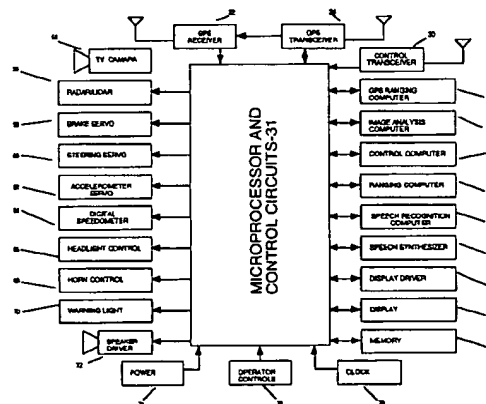 GPS
RECEIVER
GPS
TRANSCEIVER
CONTROL
TRANSCEIVER
TV CAMARA
RADAR/LIDAR
BRAKE SERVO
STEERING SERVO
ACCELEROMETER
SERVO
DIGITAL
SPEEDOMETER
HEADLIGHT CONTROL
HORN CONTROL
WARNING LIGHT
SPEAKER
DRIVER
72
MICROPROCESSOR AND
CONTROL CIRCUITS-31
GPS RANGING
COMPUTER
IMAGE ANALYSIS
COMPUTER
CONTROL COMPUTER
RANGING COMPUTER
SPEECH RECOGNITION
COMPUTER
SPEECH SYNTHESIZER
DISPLAY DRIVER
DISPLAY
MEMORY
POWER
OPERATOR
CONTROLS
CLOCK